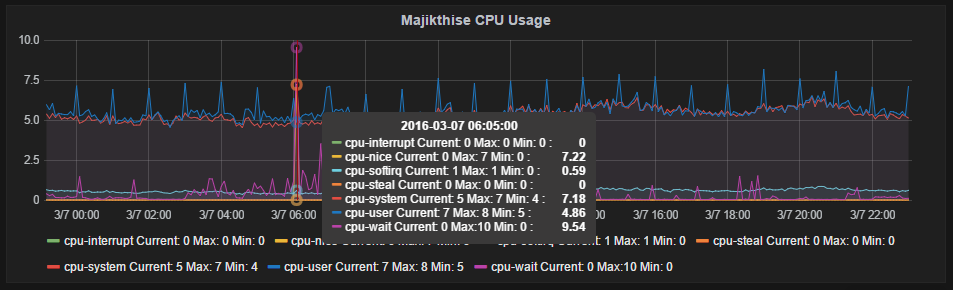 Majikthise CPU Usage
10.0
7.5
5.0
2.5
0
2016-03-07 06:05:00
cpu-interrupt Current: 0 Max: 0 Min: 0 : 0
cpu-nice Current: 0 Max: 7 Min: 0 : 7.22
cpu-softirq Current: 1 Max: 1 Min: 0 : 0.59
cpu-steal Current: 0 Max: 0 Min: 0 : 0
cpu-system Current: 5 Max: 7 Min: 4 : 7.18
cpu-user Current: 7 Max: 8 Min: 5 : 4.86
cpu-wait Current: 0 Max:10 Min: 0 : 9.54
3/7 00:00 3/7 02:00 3/7 04:00 3/7 06:00 3/7 16:00 3/7 18:00 3/7 20:00 3/7 22:00
cpu-interrupt Current: 0 Max: 0 Min: 0 Current: 1 Max: 1 Min: 0 cpu-steal Current: 0 Max: 0 Min: 0
cpu-system Current: 5 Max: 7 Min: 4 cpu-user Current: 7 Max: 8 Min: 5 cpu-wait Current: 0 Max:10 Min: 0